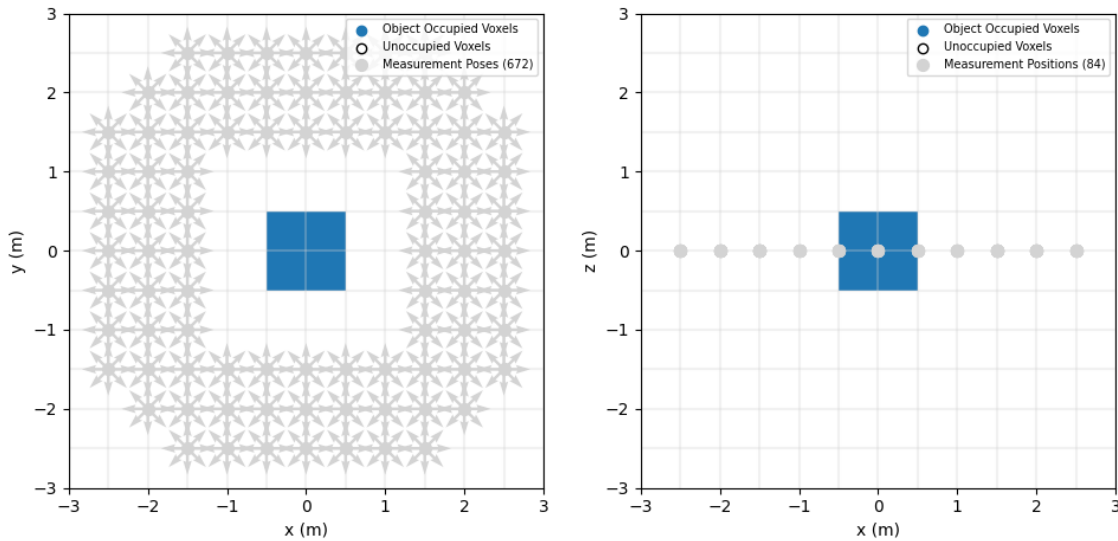 Object Occupied Voxels
Unoccupied Voxels
Measurement Poses (672)
3
2
1
0
−1
−2
−3
y (m)
−3
−2
−1
0
1
2
3
x (m)
Object Occupied Voxels
Unoccupied Voxels
Measurement Positions (84)
3
2
1
0
−1
−2
−3
z (m)
−3
−2
−1
0
1
2
3
x (m)